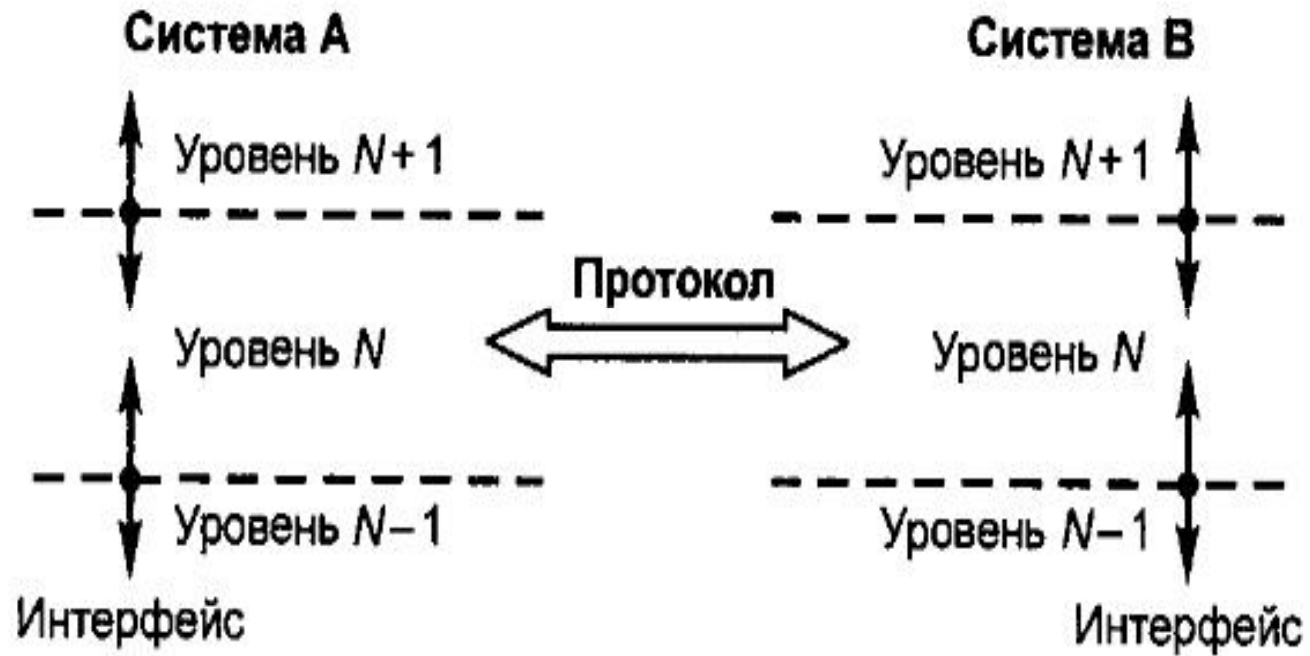 Система А
Система В
Уровень N+1
Уровень N+1
Протокол
Уровень N
Уровень N
Уровень N–1
Уровень N–1
Интерфейс
Интерфейс